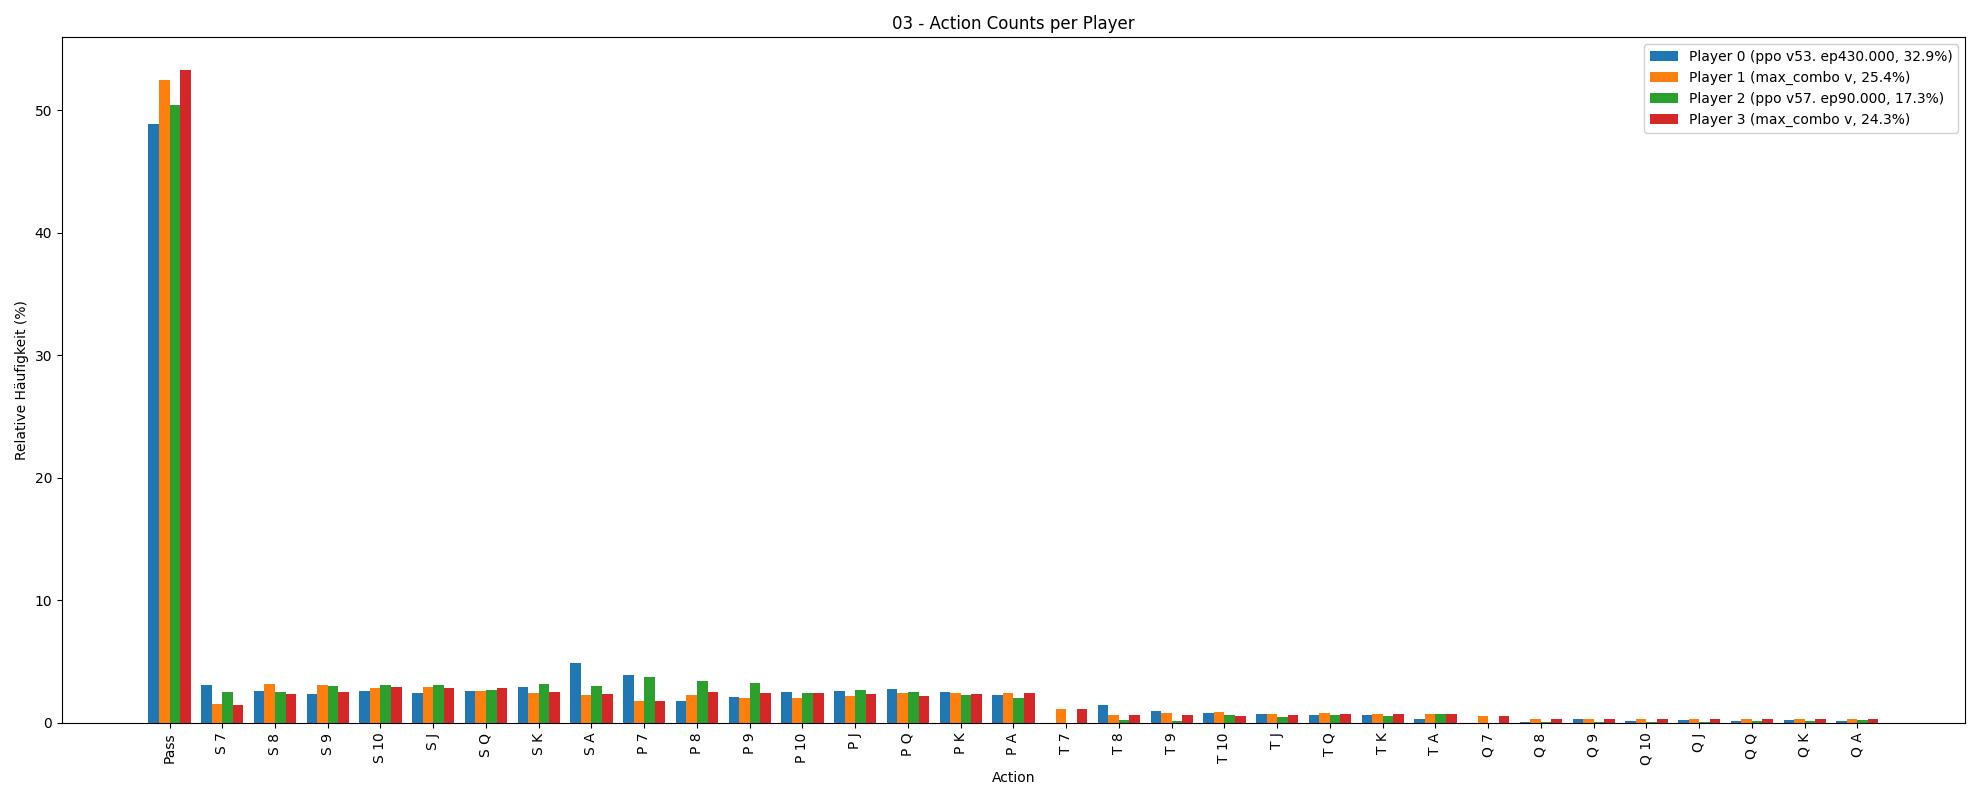 03 - Action Counts per Player
Player 0 (ppo v53. ep430.000, 32.9%)
Player 1 (max_combo v, 25.4%)
Player 2 (ppo v57. ep90.000, 17.3%)
Player 3 (max_combo v, 24.3%)
Relative Häufigkeit (%)
50
40
30
20
10
0
Pass
S 7
S 8
S 9
S 10
S J
S Q
S K
S A
P 7
P 8
P 9
P 10
P J
P Q
P K
P A
T 7
T 8
T 9
T 10
T J
T Q
T K
T A
Q 7
Q 8
Q 9
Q 10
Q J
Q Q
Q K
Q A
Action